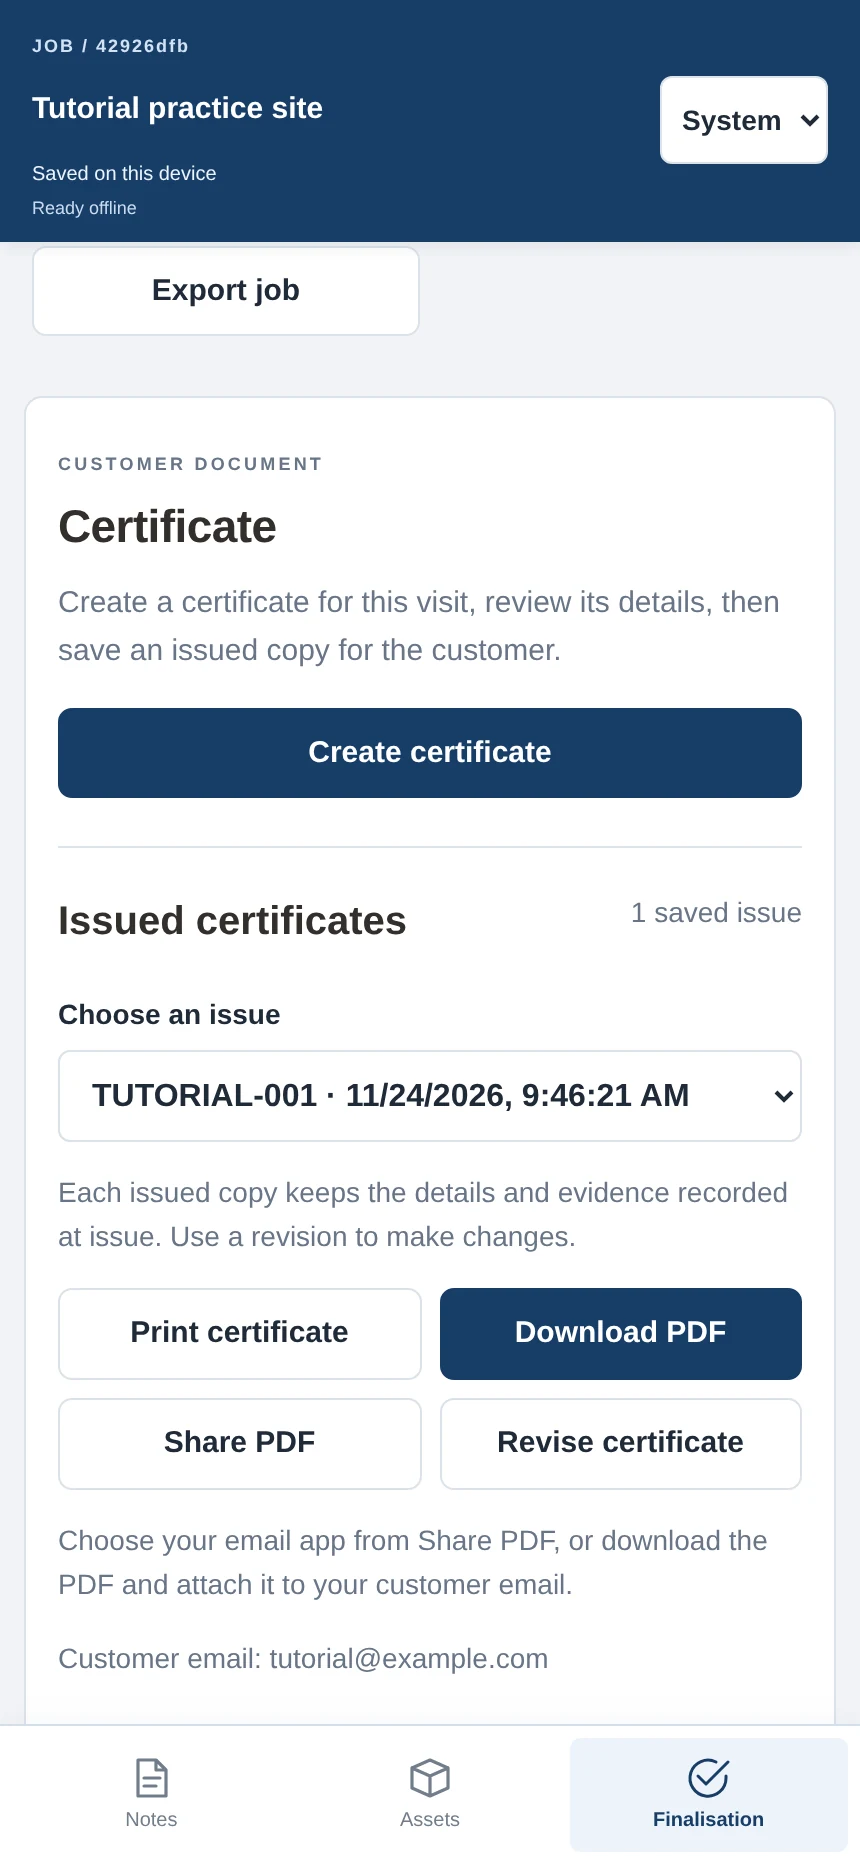 JOB / 42926dfb
Tutorial practice site
System
Saved on this device
Ready offline
Export job
CUSTOMER DOCUMENT
Certificate
Create a certificate for this visit, review its details, then
save an issued copy for the customer.
Create certificate
Issued certificates
1 saved issue
Choose an issue
TUTORIAL-001 · 11/24/2026, 9:46:21 AM
Each issued copy keeps the details and evidence recorded
at issue. Use a revision to make changes.
Print certificate
Download PDF
Share PDF
Revise certificate
Choose your email app from Share PDF, or download the
PDF and attach it to your customer email.
Customer email: tutorial@example.com
Notes
Assets
Finalisation